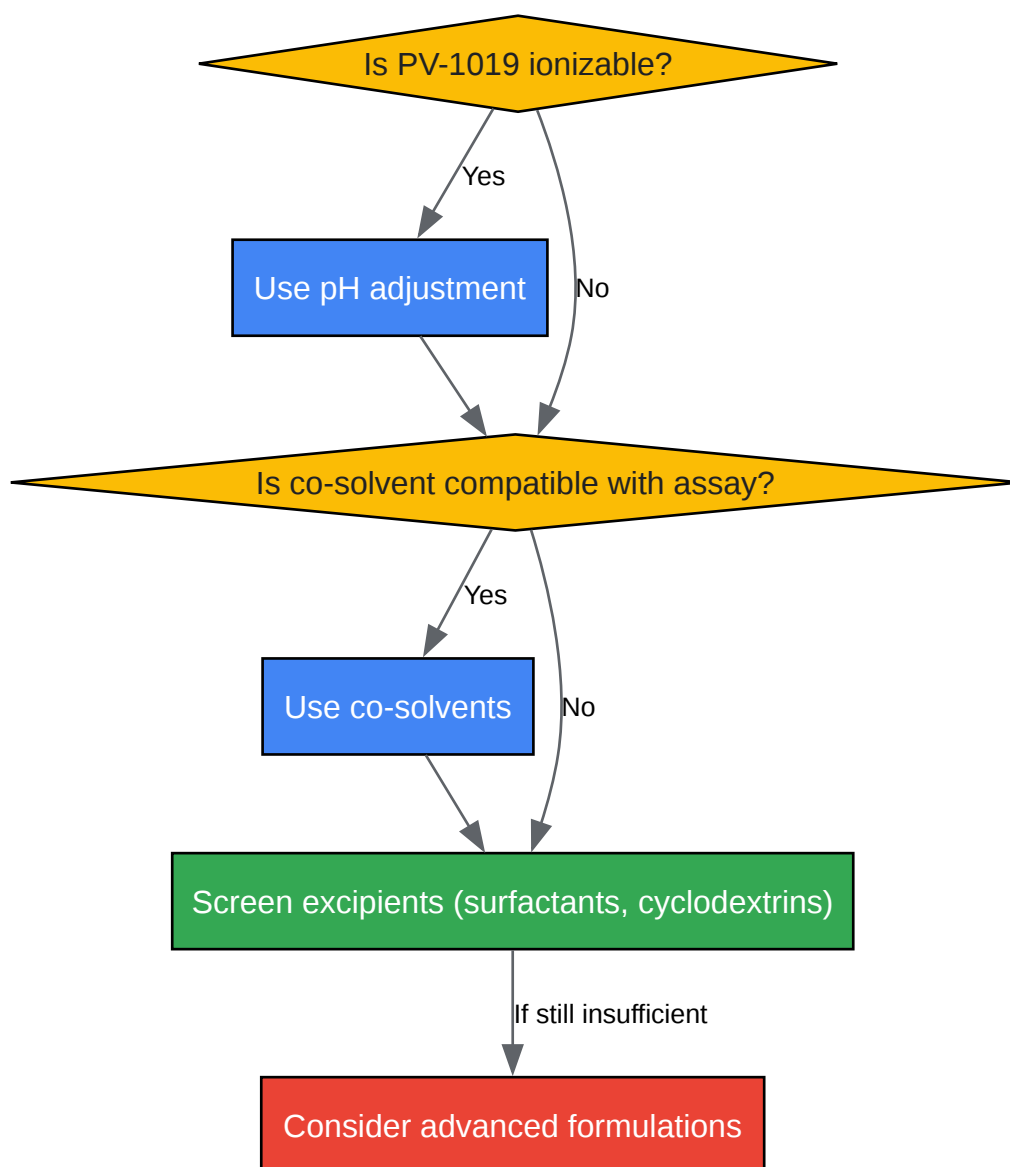 Is PV-1019 ionizable?
Yes
Use pH adjustment
No
Is co-solvent compatible with assay?
Yes
Use co-solvents
No
Screen excipients (surfactants, cyclodextrins)
If still insufficient
Consider advanced formulations